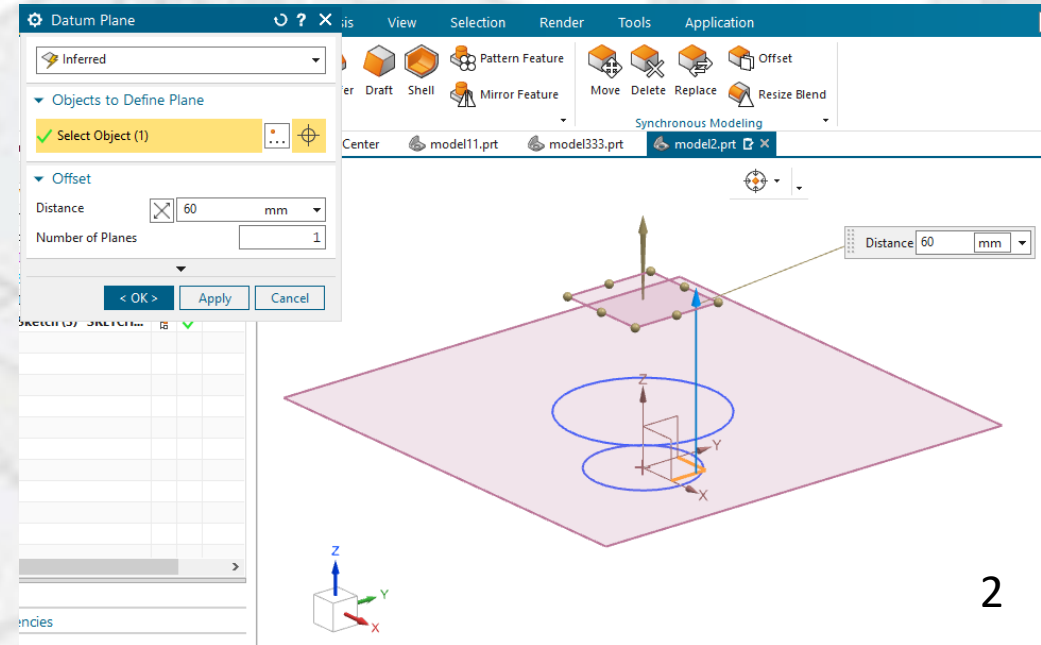 Datum Plane
Inferred
Objects to Define Plane
Select Object (1)
Offset
Distance 60 mm
Number of Planes 1
< OK > Apply Cancel
sis View Selection Render Tools Application
er Draft Shell
Pattern Feature
Mirror Feature
Move Delete Replace
Offset
Resize Blend
Synchronous Modeling
Center model11.prt model333.prt model2.prt
Distance 60 mm
Z
Y
X
Z
Y
X
encies
2